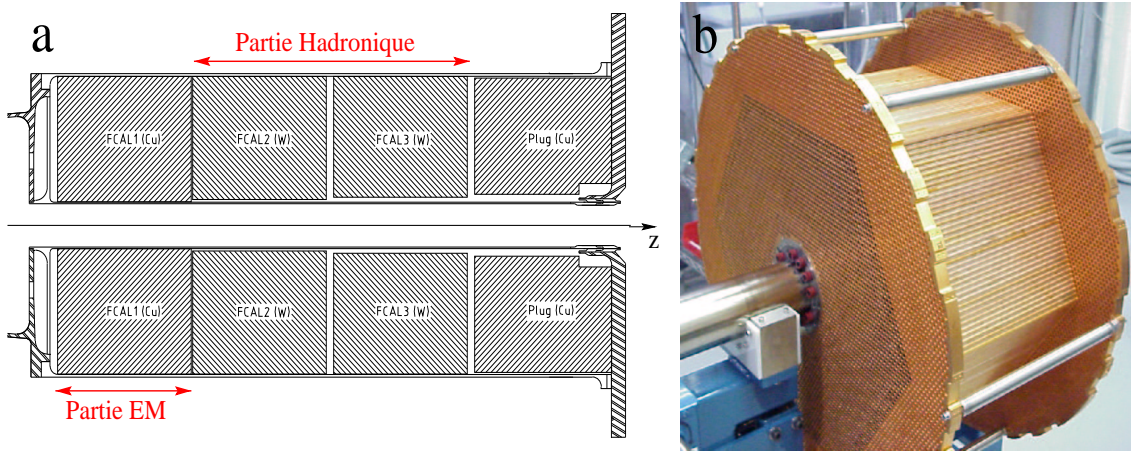 a
Partie Hadronique
FCAL1 (Cu)
FCAL2 (W)
FCAL3 (W)
Plug (Cu)
z
FCAL1 (Cu)
FCAL2 (W)
FCAL3 (W)
Plug (Cu)
Partie EM
b